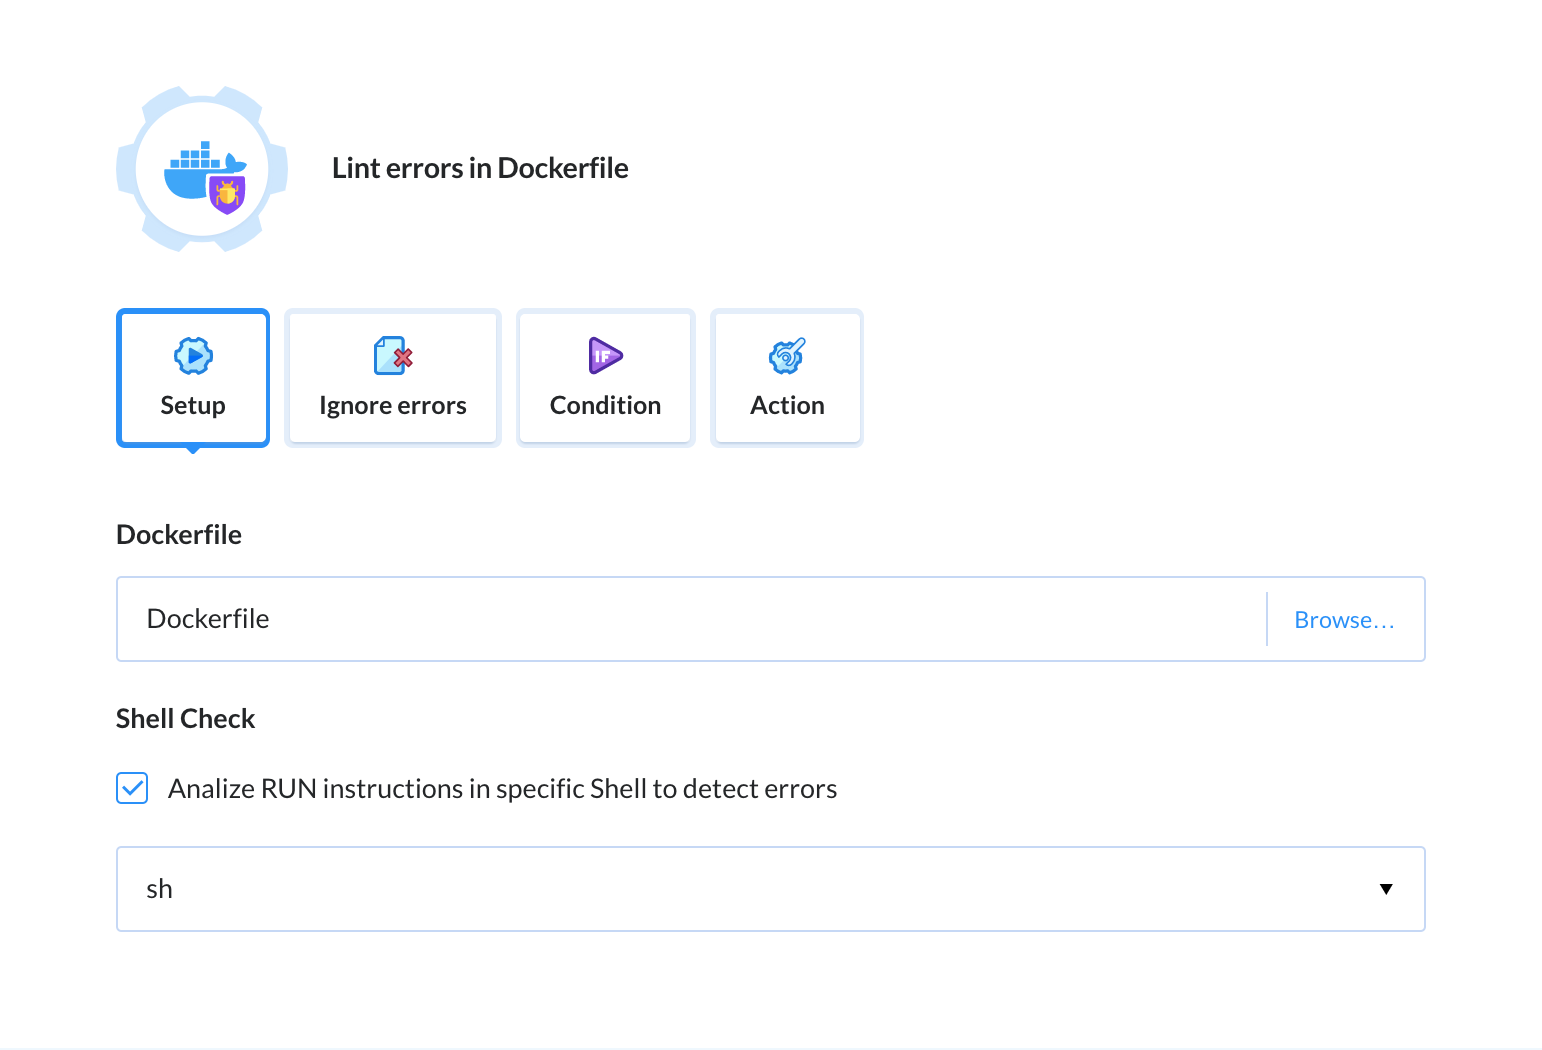 Lint errors in Dockerfile
Setup
Ignore errors
IF
Condition
Action
Dockerfile
Dockerfile
Browse...
Shell Check
Analize RUN instructions in specific Shell to detect errors
sh